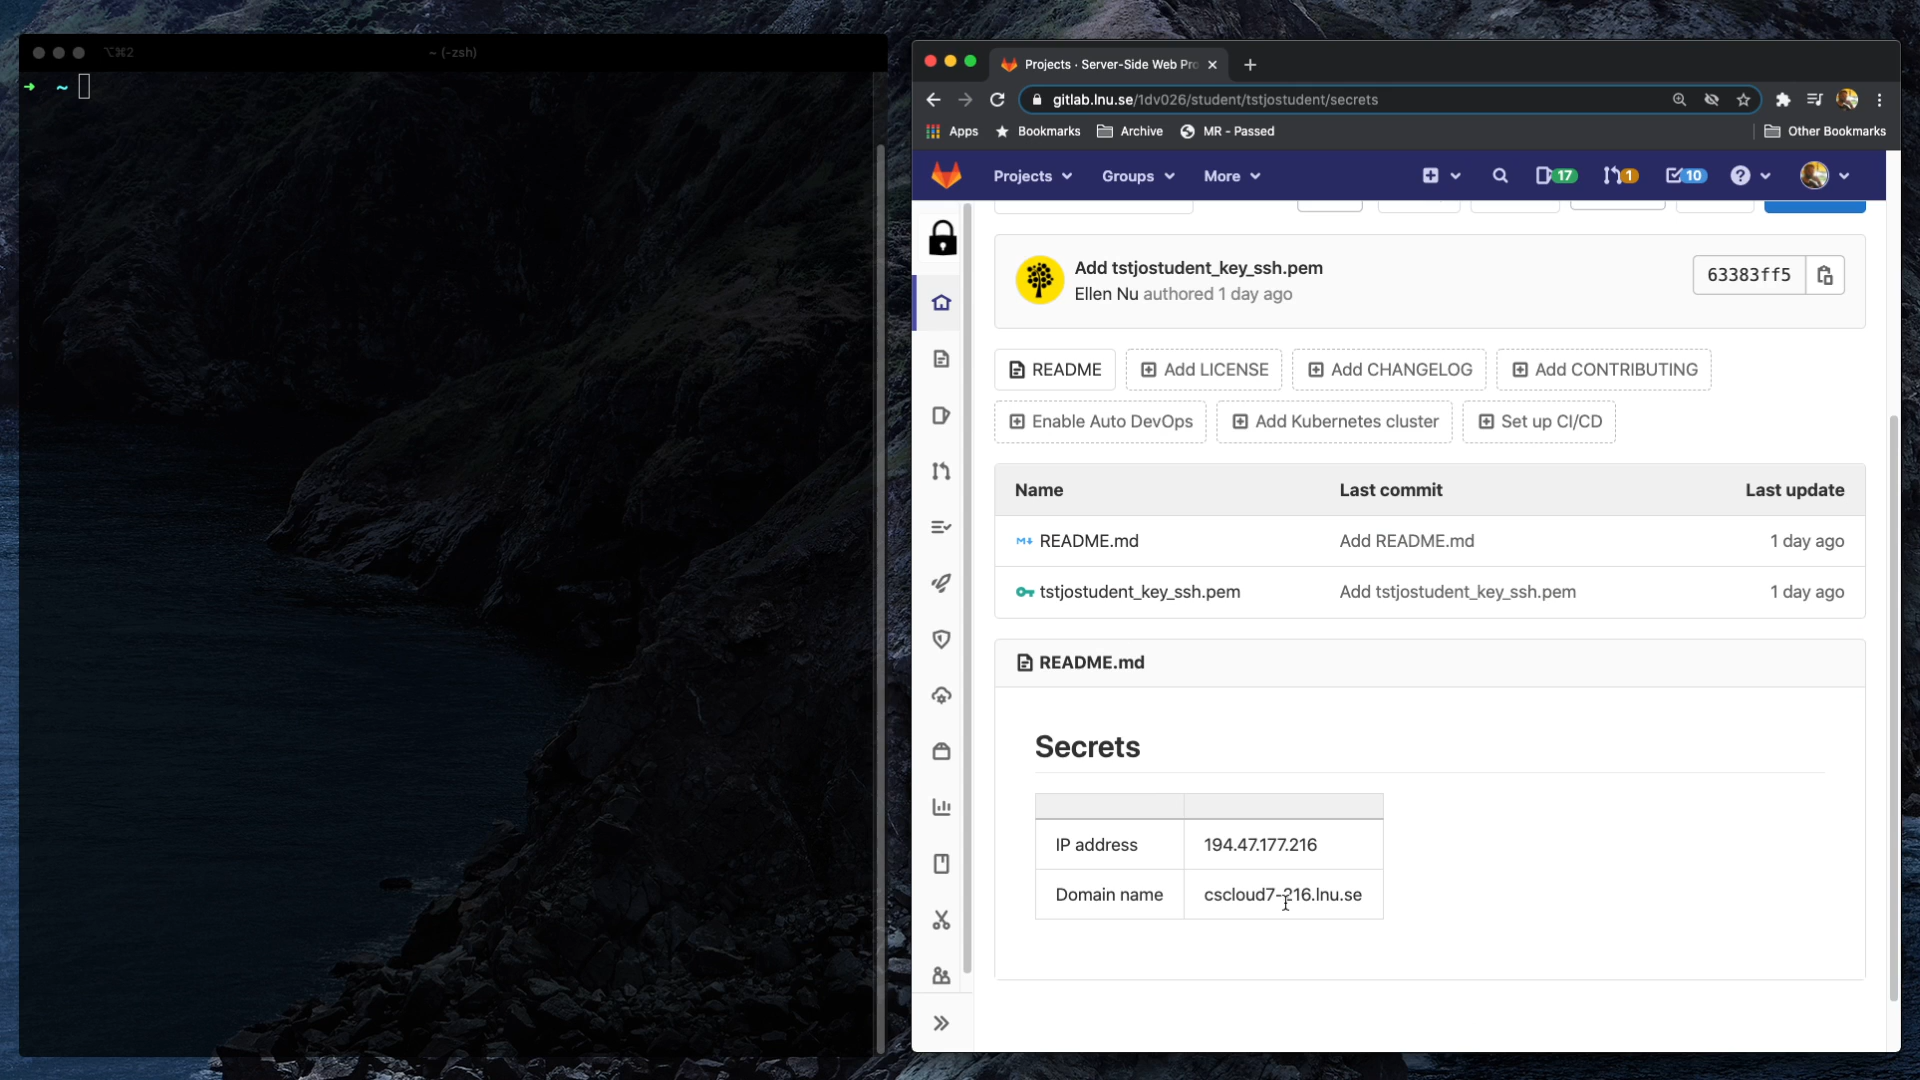 ⌥⌘2
~ (-zsh)
➜ ~
Projects · Server-Side Web Pro
gitlab.lnu.se/1dv026/student/tstjostudent/secrets
Apps
Bookmarks
Archive
MR - Passed
Other Bookmarks
Projects
Groups
More
17
1
10
Add tstjostudent_key_ssh.pem
Ellen Nu authored 1 day ago
63383ff5
README
Add LICENSE
Add CHANGELOG
Add CONTRIBUTING
Enable Auto DevOps
Add Kubernetes cluster
Set up CI/CD
Name Last commit Last update
README.md Add README.md 1 day ago
tstjostudent_key_ssh.pem Add tstjostudent_key_ssh.pem 1 day ago
README.md
Secrets
IP address 194.47.177.216
Domain name cscloud7-216.lnu.se